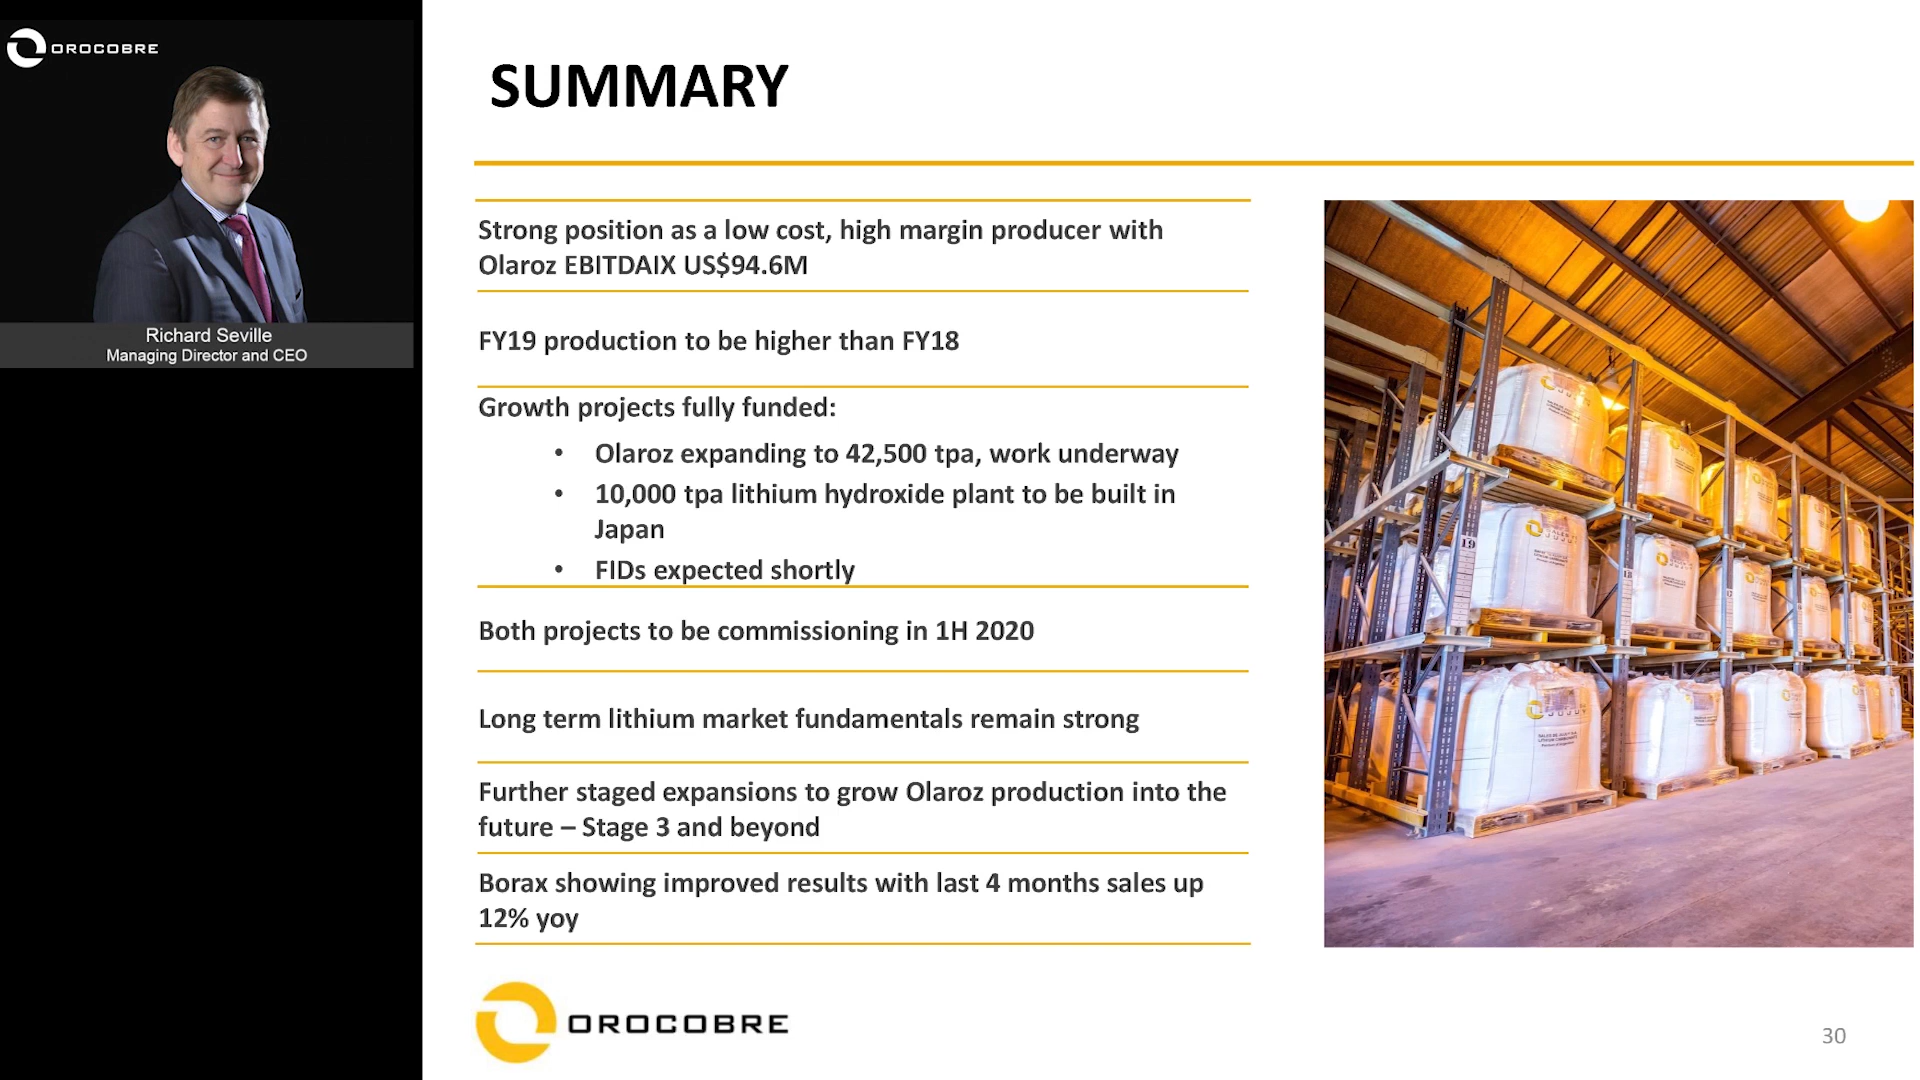 OROCOBRE
Richard Seville
Managing Director and CEO
SUMMARY
Strong position as a low cost, high margin producer with
Olaroz EBITDAIX US$94.6M
FY19 production to be higher than FY18
Growth projects fully funded:
• Olaroz expanding to 42,500 tpa, work underway
• 10,000 tpa lithium hydroxide plant to be built in
Japan
• FIDs expected shortly
Both projects to be commissioning in 1H 2020
Long term lithium market fundamentals remain strong
Further staged expansions to grow Olaroz production into the
future – Stage 3 and beyond
Borax showing improved results with last 4 months sales up
12% yoy
19
18
OROCOBRE
30